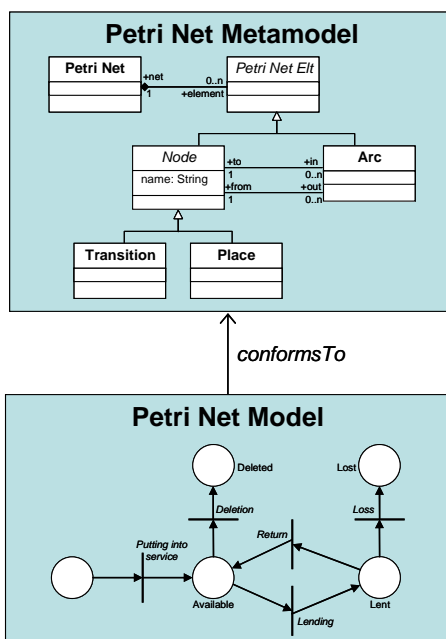 Petri Net Metamodel
Petri Net
+net
1
0..n
+element
Petri Net Elt
Node
name: String
+to
1
+in
0..n
+from
1
+out
0..n
Arc
Transition
Place
conformsTo
Petri Net Model
Deleted
Lost
Deletion
Loss
Return
Putting into
service
Available
Lending
Lent